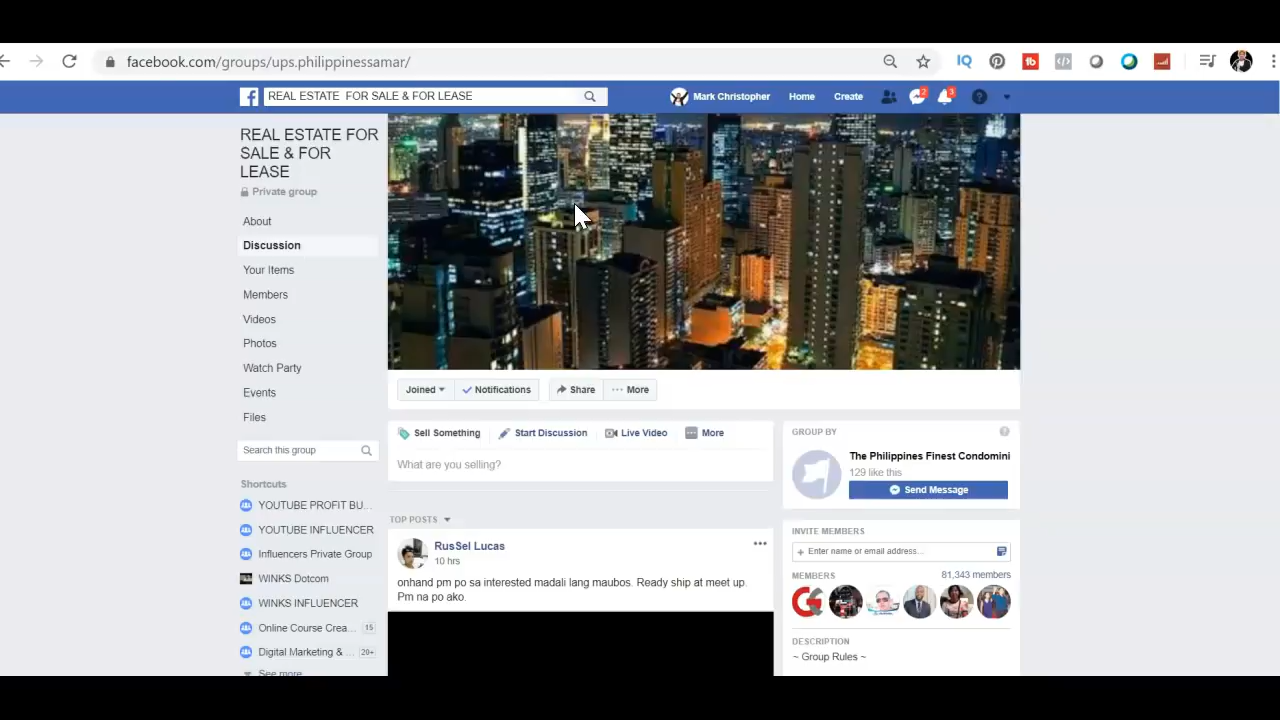 facebook.com/groups/ups.philippinessamar/
REAL ESTATE FOR SALE & FOR LEASE
Mark Christopher
Home
Create
2
3
REAL ESTATE FOR
SALE & FOR
LEASE
Private group
About
Discussion
Your Items
Members
Videos
Photos
Watch Party
Events
Files
Search this group
Shortcuts
YOUTUBE PROFIT BU...
YOUTUBE INFLUENCER
Influencers Private Group
WINKS Dotcom
WINKS INFLUENCER
Online Course Crea... 15
Digital Marketing & ... 20+
See more...
Joined
Notifications
Share
More
Sell Something
Start Discussion
Live Video
More
What are you selling?
TOP POSTS
RusSel Lucas
10 hrs
onhand pm po sa interested madali lang maubos. Ready ship at meet up.
Pm na po ako.
GROUP BY
The Philippines Finest Condomini
129 like this
Send Message
INVITE MEMBERS
+ Enter name or email address...
MEMBERS
81,343 members
DESCRIPTION
~ Group Rules ~